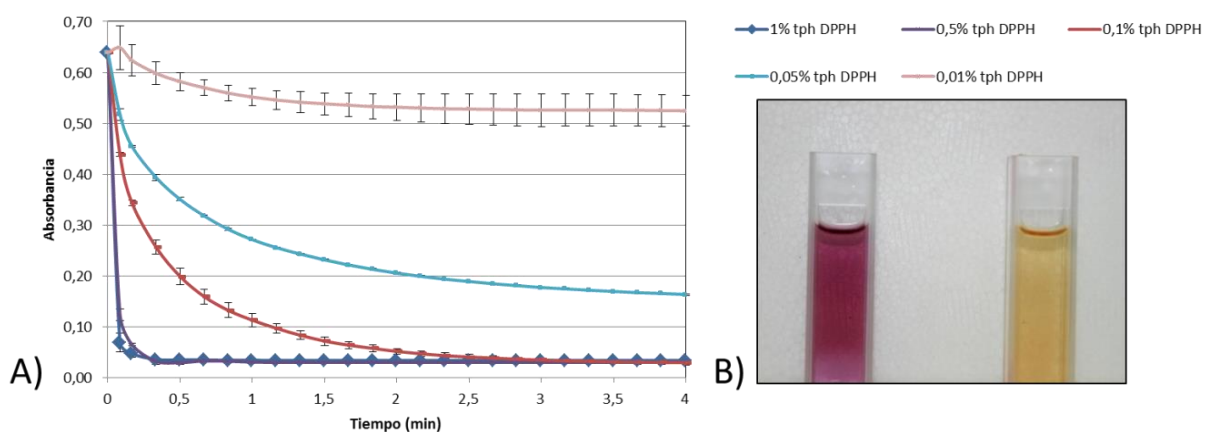 0,70
0,60
0,50
0,40
0,30
0,20
0,10
0,00
Absorbancia
0 0,5 1 1,5 2 2,5 3 3,5 4
Tiempo (min)
A)
1% tph DPPH 0,5% tph DPPH 0,1% tph DPPH
0,05% tph DPPH 0,01% tph DPPH
B)